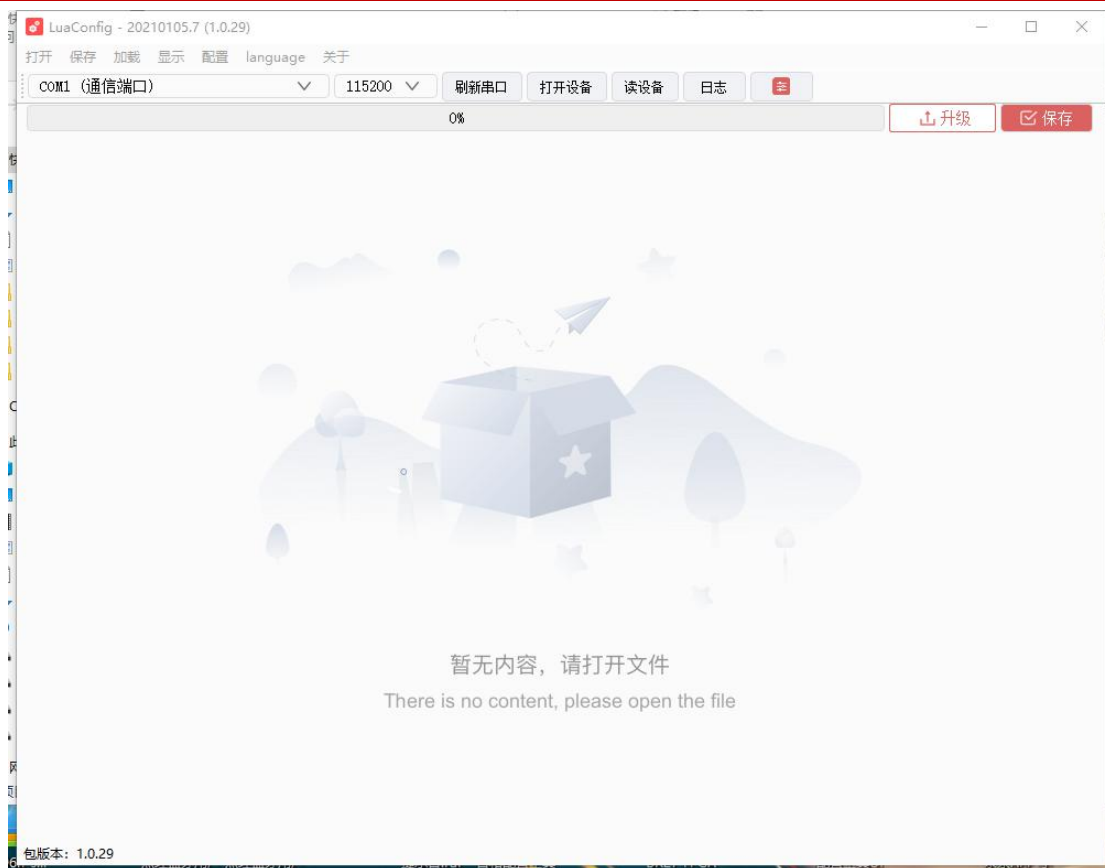 LuaConfig - 20210105.7 (1.0.29)
打开 保存 加载 显示 配置 language 关于
COM1 (通信端口) 115200 刷新串口 打开设备 读设备 日志
0% 升级 保存
暂无内容，请打开文件
There is no content, please open the file
包版本：1.0.29